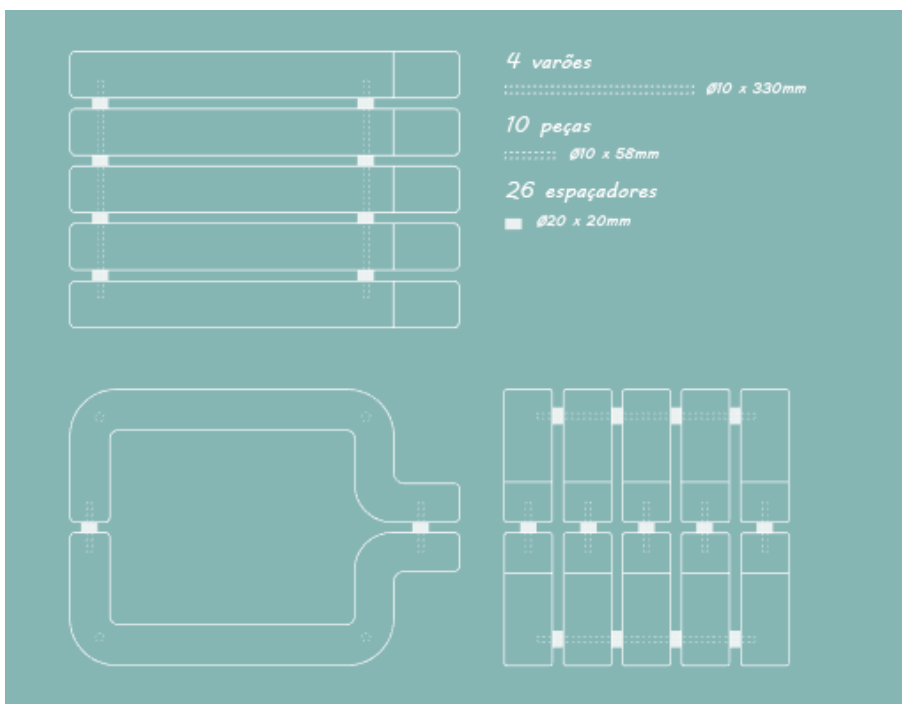 4 varões
Ø10 x 330mm
10 peças
Ø10 x 58mm
26 espaçadores
Ø20 x 20mm